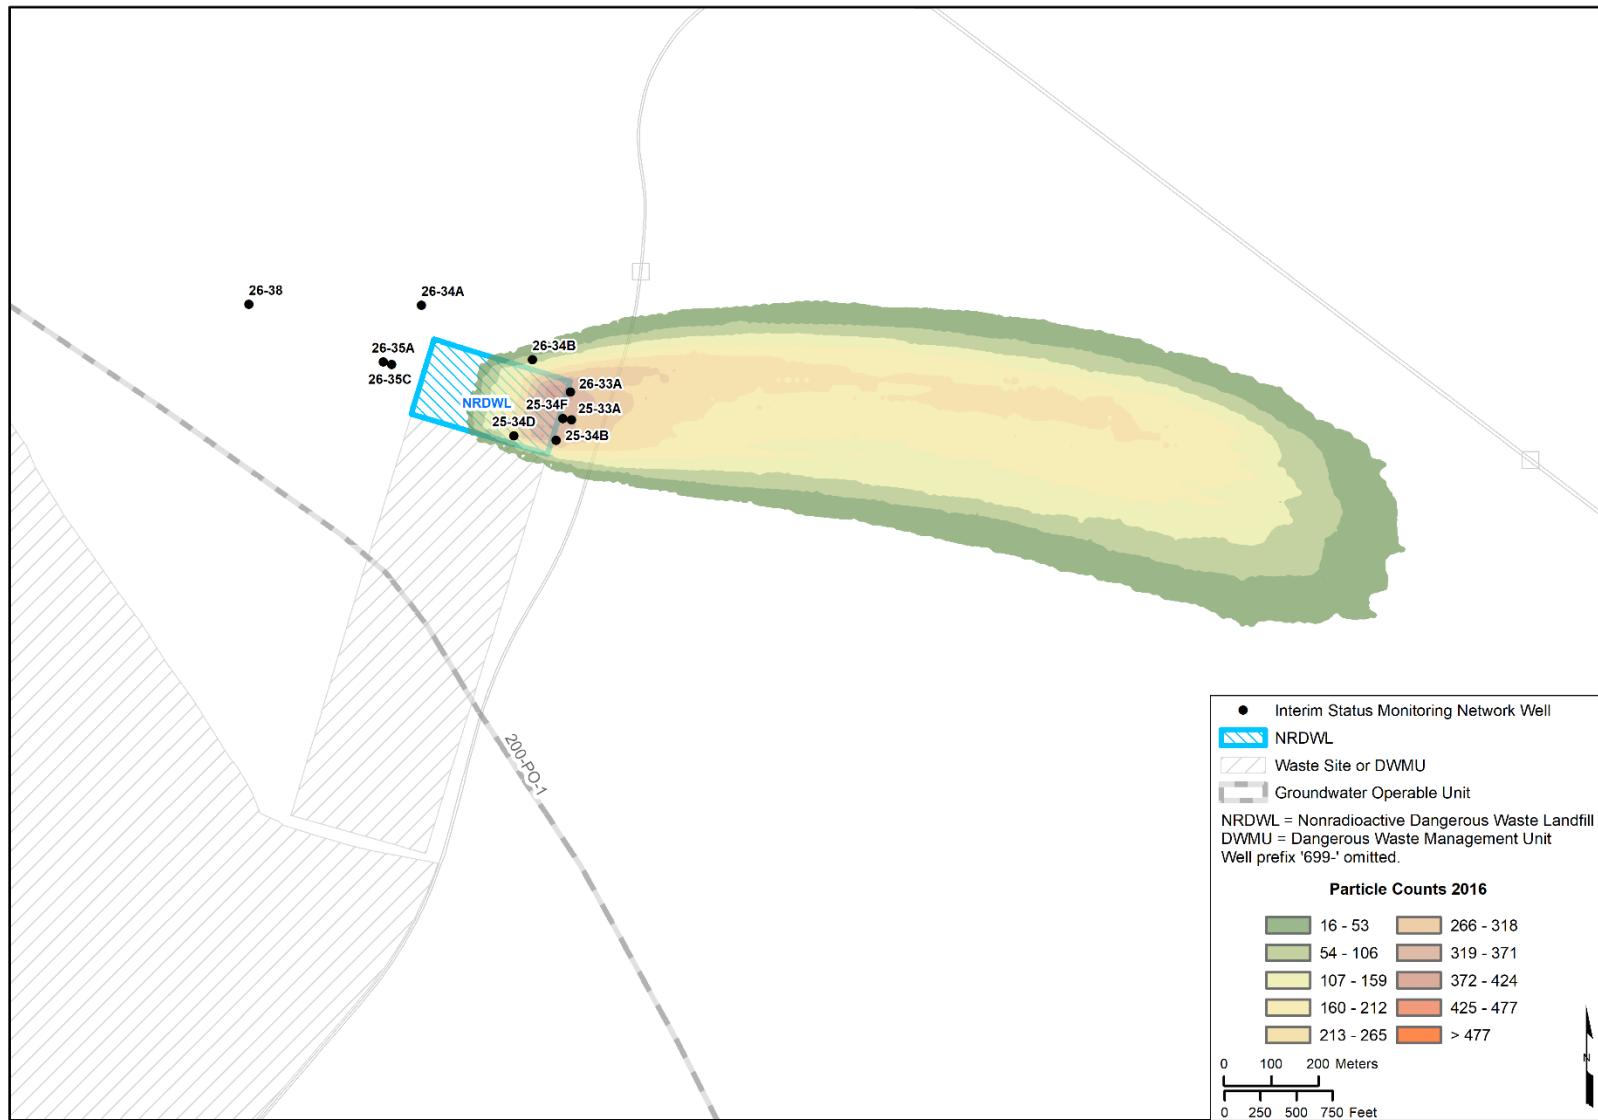 26-38
26-34A
26-35A
26-35C
26-34B
26-33A
NRDWL
25-34F
25-33A
25-34D
25-34B
200-PO-1
Interim Status Monitoring Network Well
NRDWL
Waste Site or DWMU
Groundwater Operable Unit
NRDWL = Nonradioactive Dangerous Waste Landfill
DWMU = Dangerous Waste Management Unit
Well prefix '699-' omitted.
Particle Counts 2016
16 - 53
266 - 318
54 - 106
319 - 371
107 - 159
372 - 424
160 - 212
425 - 477
213 - 265
> 477
0 100 200 Meters
0 250 500 750 Feet
N